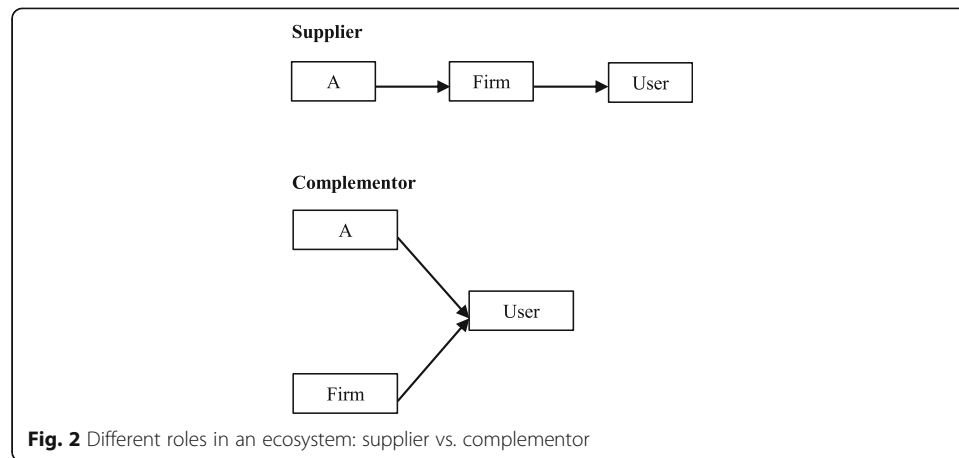 Supplier
A
Firm
User
Complementor
A
User
Firm
Fig. 2 Different roles in an ecosystem: supplier vs. complementor